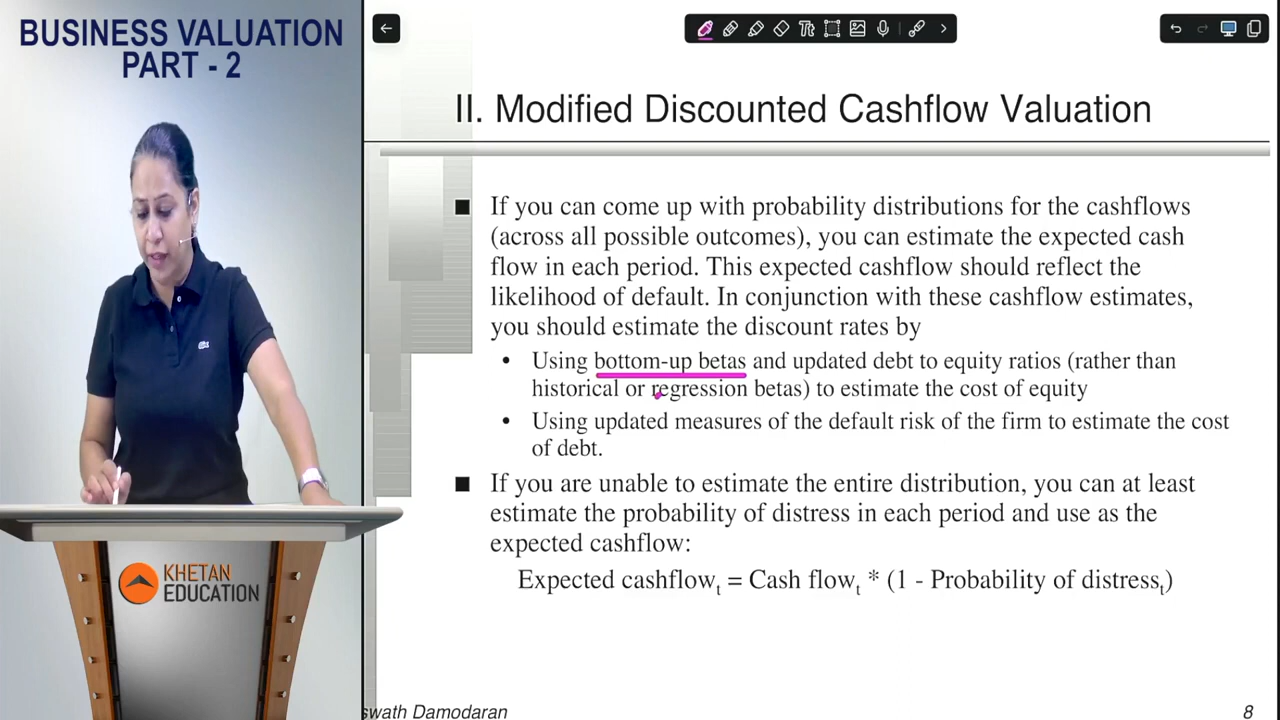 BUSINESS VALUATION
PART - 2
II. Modified Discounted Cashflow Valuation
■ If you can come up with probability distributions for the cashflows
(across all possible outcomes), you can estimate the expected cash
flow in each period. This expected cashflow should reflect the
likelihood of default. In conjunction with these cashflow estimates,
you should estimate the discount rates by
• Using bottom-up betas and updated debt to equity ratios (rather than
historical or regression betas) to estimate the cost of equity
• Using updated measures of the default risk of the firm to estimate the cost
of debt.
■ If you are unable to estimate the entire distribution, you can at least
estimate the probability of distress in each period and use as the
expected cashflow:
Expected cashflowt = Cash flowt * (1 - Probability of distresst)
KHETAN
EDUCATION
swath Damodaran
8